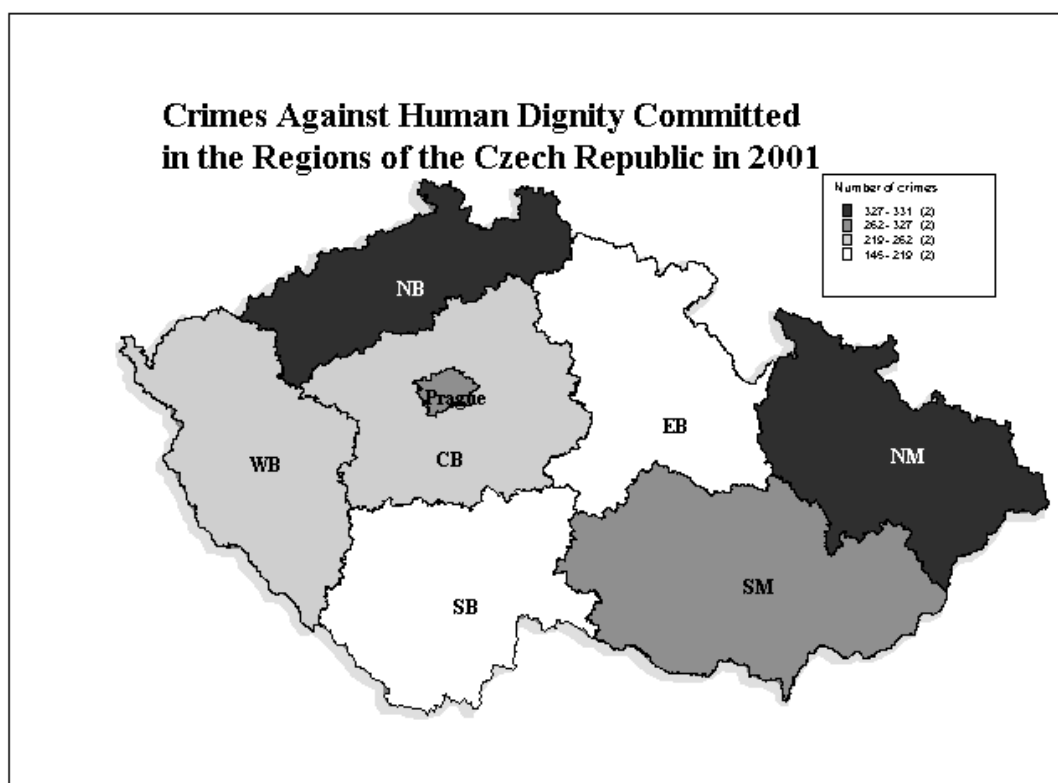 Crimes Against Human Dignity Committed
in the Regions of the Czech Republic in 2001
Number of crimes
327 - 331 (2)
262 - 327 (2)
219 - 262 (2)
145 - 219 (2)
NB
Prague
EB
WB
CB
NM
SB
SM